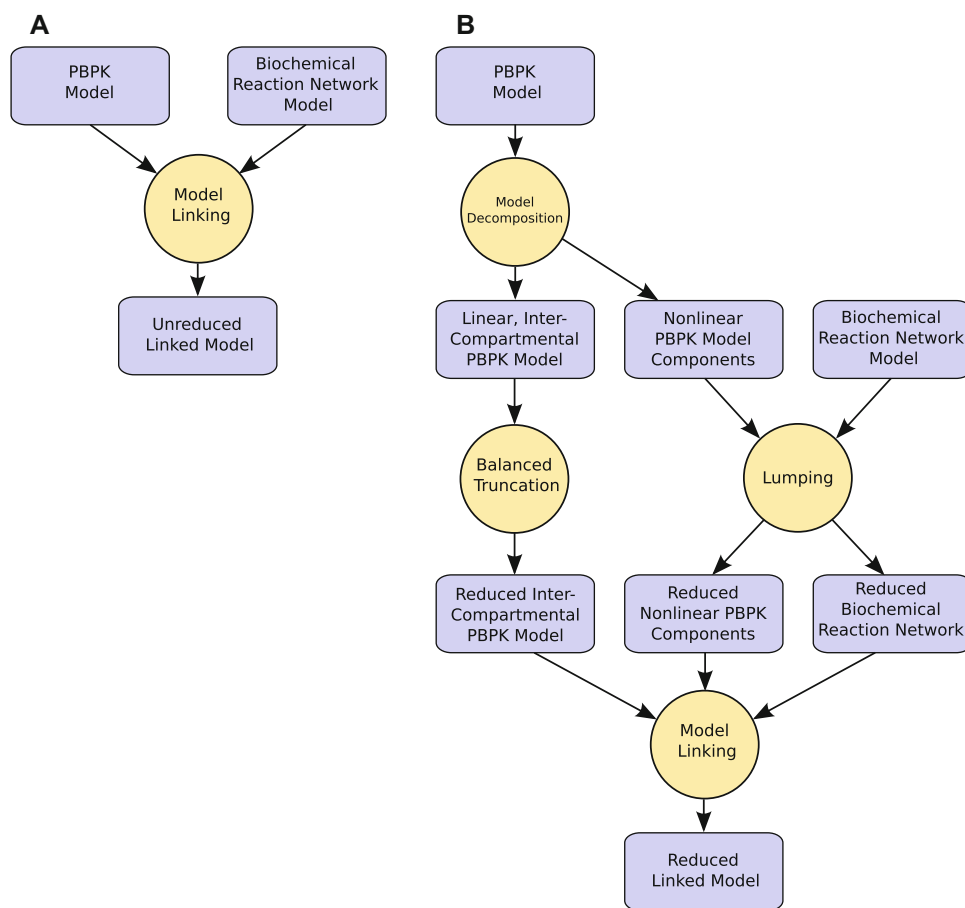 A
PBPK
Model
Biochemical
Reaction Network
Model
Model
Linking
Unreduced
Linked Model
B
PBPK
Model
Model
Decomposition
Linear, Inter-
Compartmental
PBPK Model
Nonlinear
PBPK Model
Components
Biochemical
Reaction Network
Model
Balanced
Truncation
Lumping
Reduced Inter-
Compartmental
PBPK Model
Reduced
Nonlinear PBPK
Components
Reduced
Biochemical
Reaction Network
Model
Linking
Reduced
Linked Model